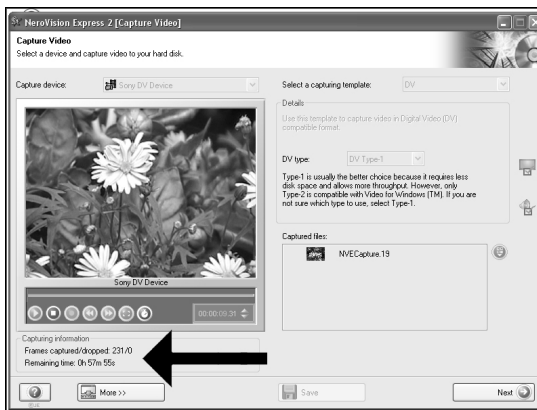 NeroVision Express 2 [Capture Video]
Capture Video
Select a device and capture video to your hard disk.
Capture device:
Sony DV Device
Select a capturing template:
DV
Details
Use this template to capture video in Digital Video (DV)
compatible format.
DV type:
DV Type-1
Type-1 is usually the better choice because it requires less
disk space and allows more throughput. However, only
Type-2 is compatible with Video for Windows (TM). If you are
not sure which type to use, select Type-1.
Captured files:
NVECapture.19
Sony DV Device
00:00:09.31
Capturing information
Frames captured/dropped: 231/0
Remaining time: 0h 57m 55s
More >>
Save
Next